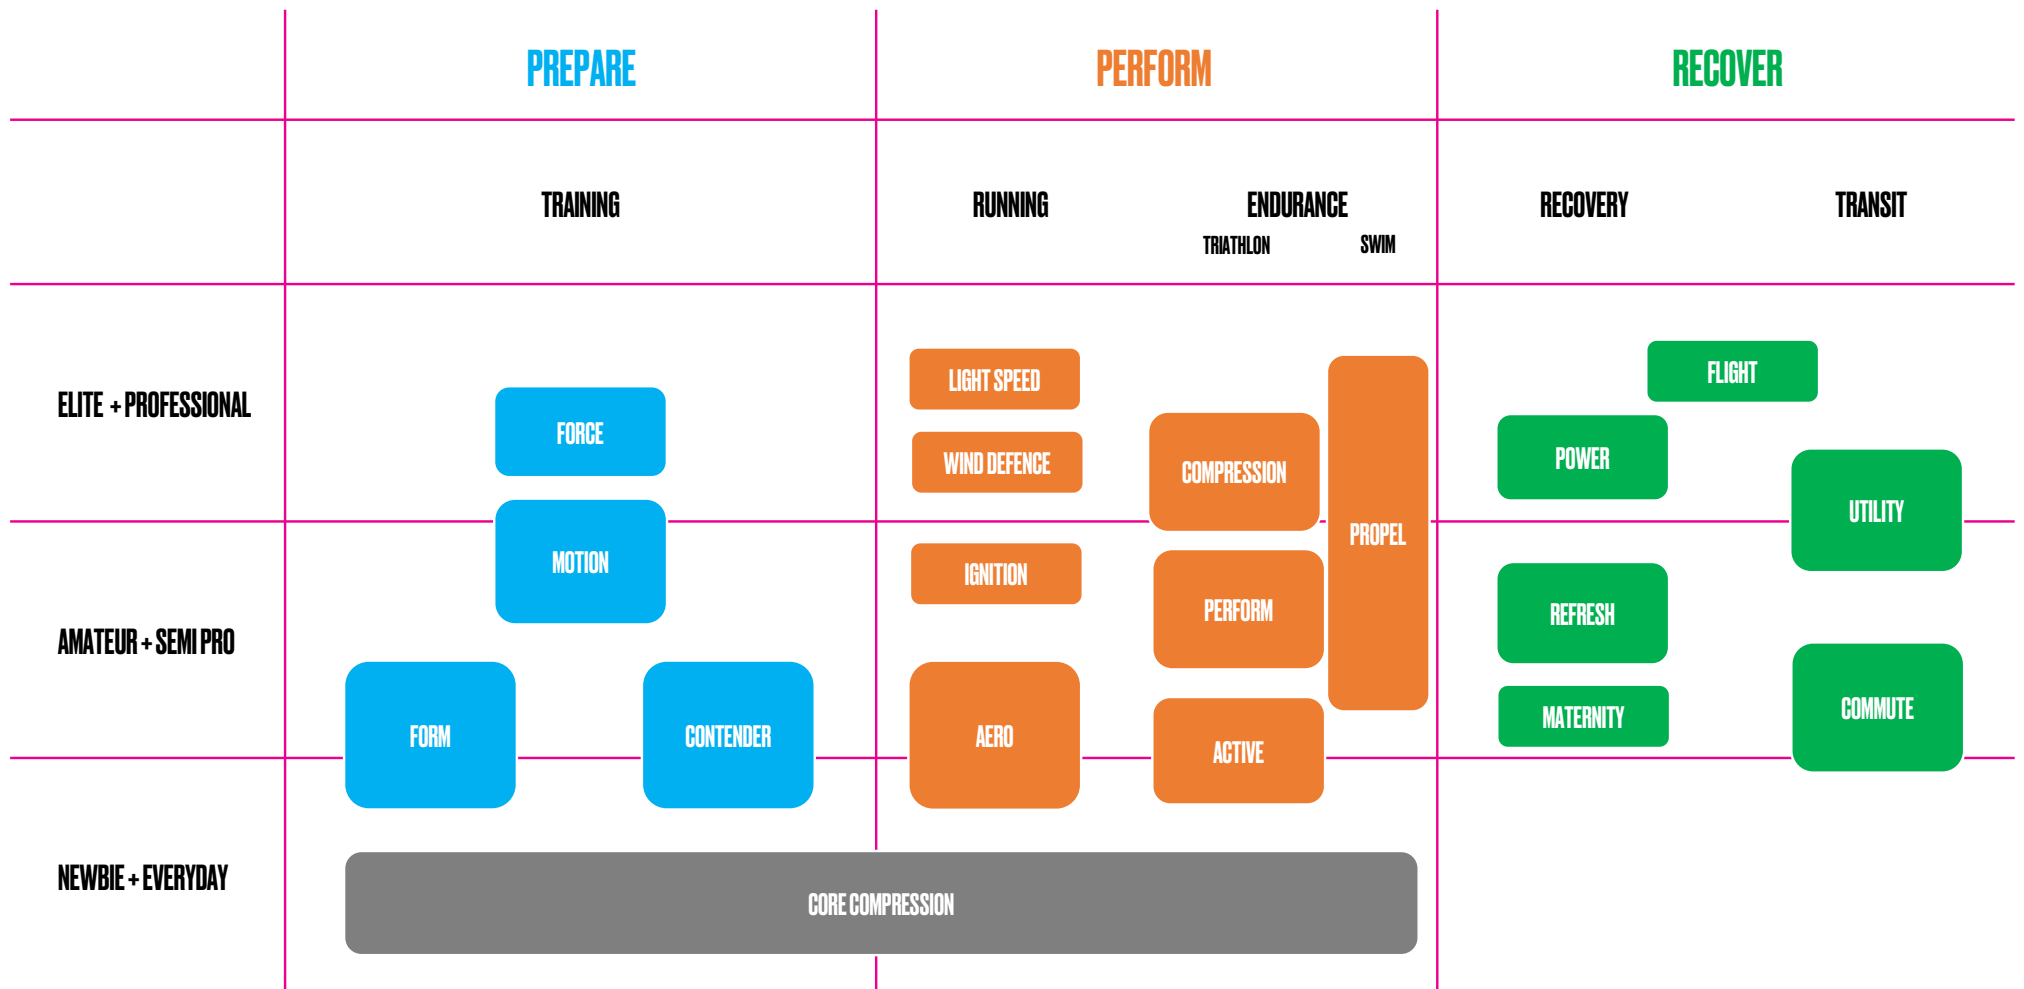 PREPARE
PERFORM
RECOVER
TRAINING
RUNNING
ENDURANCE
TRIATHLON
SWIM
RECOVERY
TRANSIT
ELITE + PROFESSIONAL
FORCE
LIGHT SPEED
WIND DEFENCE
COMPRESSION
PROPEL
FLIGHT
POWER
UTILITY
AMATEUR + SEMI PRO
MOTION
FORM
CONTENDER
IGNITION
AERO
PERFORM
ACTIVE
REFRESH
MATERNITY
COMMUTE
NEWBIE + EVERYDAY
CORE COMPRESSION